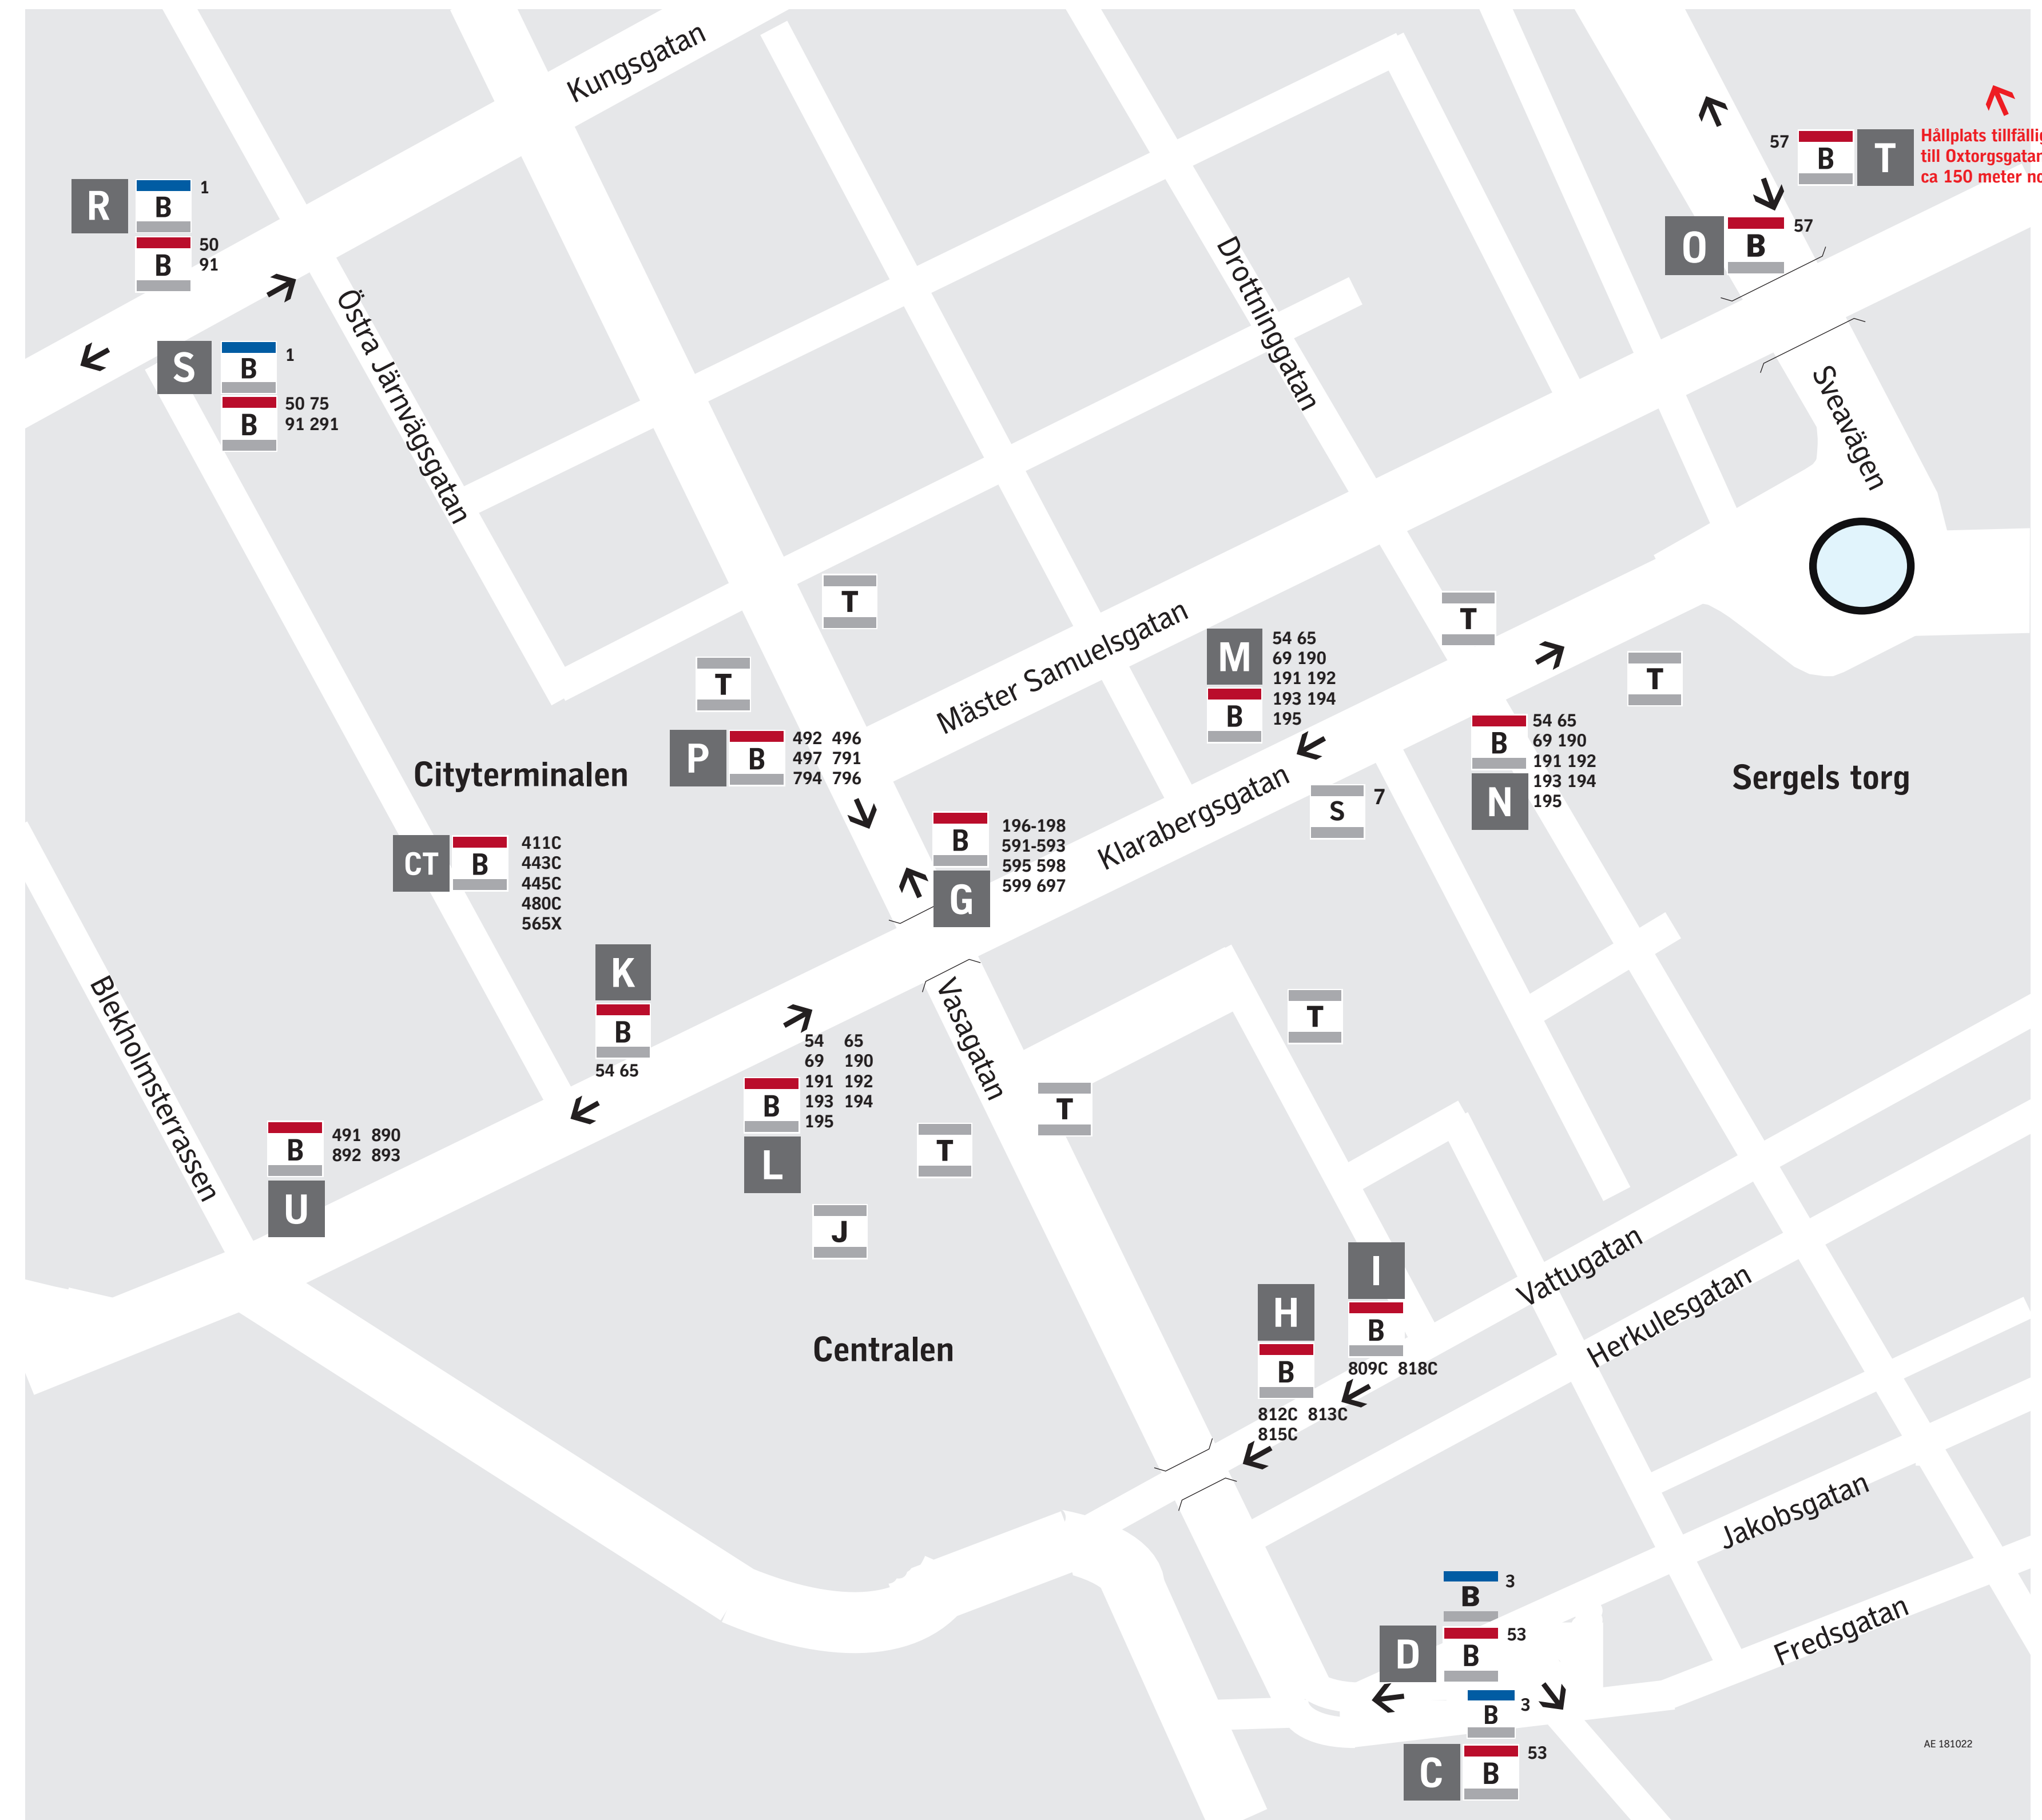 Kungsgatan
57
B
T
Hållplats tillfällig
till Oxtorgsgatan
ca 150 meter no
O
B
57
R
B
1
B
50
91
S
B
1
B
50 75
91 291
Östra Järnvägsgatan
Drottninggatan
Sveavägen
T
T
Mäster Samuelsgatan
M
B
54 65
69 190
191 192
193 194
195
T
T
P
B
492 496
497 791
794 796
Cityterminalen
Klarabergsgatan
S
7
B
N
54 65
69 190
191 192
193 194
195
Sergels torg
CT
B
411C
443C
445C
480C
565X
B
G
196-198
591-593
595 598
599 697
K
B
54 65
Blekholmsterrassen
Vasagatan
T
54 65
69 190
191 192
193 194
195
B
L
T
T
J
B
U
491 890
892 893
Centralen
I
B
809C 818C
H
B
812C 813C
815C
Vattugatan
Herkulesgatan
Jakobsgatan
Fredsgatan
B
3
D
B
53
B
3
C
B
53
AE 181022